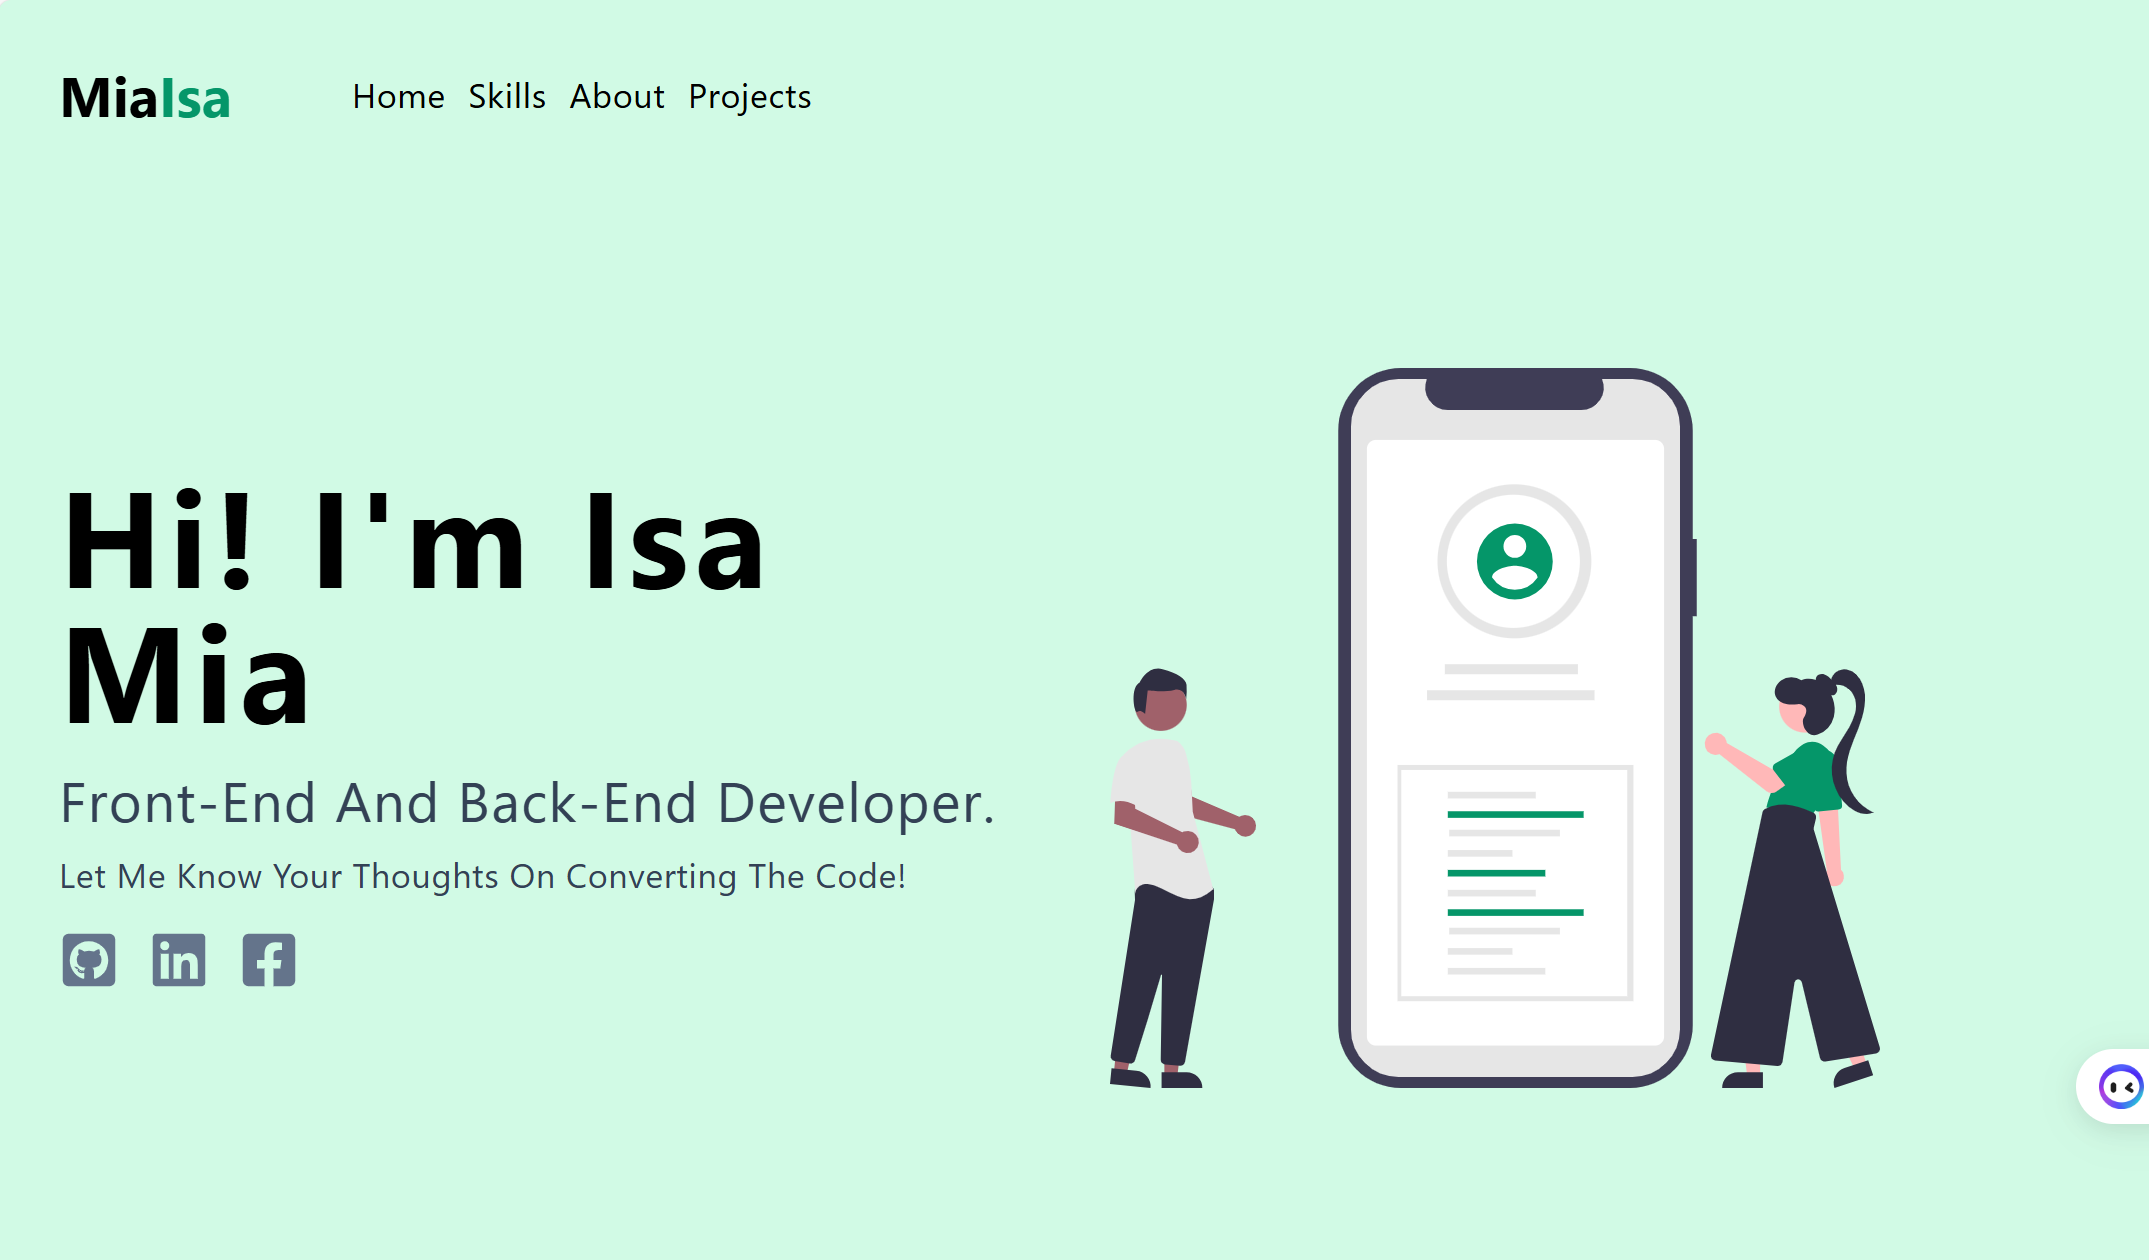 MiaIsa
Home Skills About Projects
Hi! I'm Isa
Mia
Front-End And Back-End Developer.
Let Me Know Your Thoughts On Converting The Code!
in